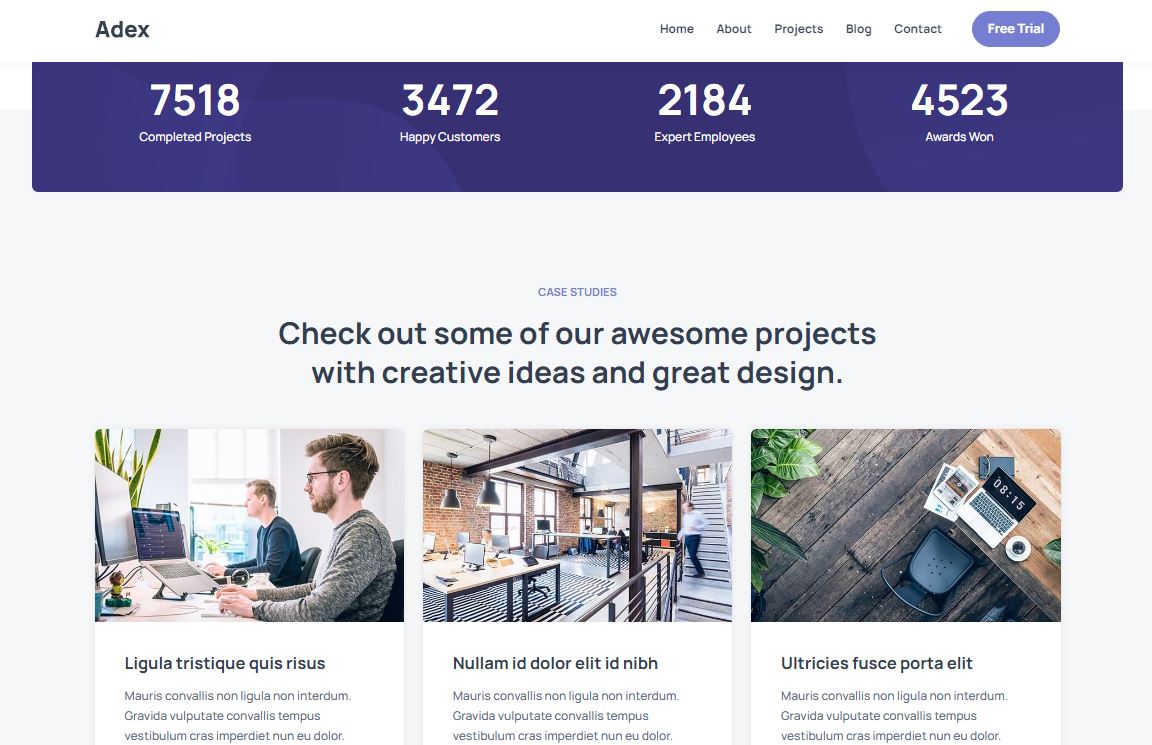 Adex
Home About Projects Blog Contact Free Trial
7518 3472 2184 4523
Completed Projects Happy Customers Expert Employees Awards Won
CASE STUDIES
Check out some of our awesome projects
with creative ideas and great design.
08:15
Ligula tristique quis risus
Mauris convallis non ligula non interdum.
Gravida vulputate convallis tempus
vestibulum cras imperdiet nun eu dolor.
Nullam id dolor elit id nibh
Mauris convallis non ligula non interdum.
Gravida vulputate convallis tempus
vestibulum cras imperdiet nun eu dolor.
Ultricies fusce porta elit
Mauris convallis non ligula non interdum.
Gravida vulputate convallis tempus
vestibulum cras imperdiet nun eu dolor.